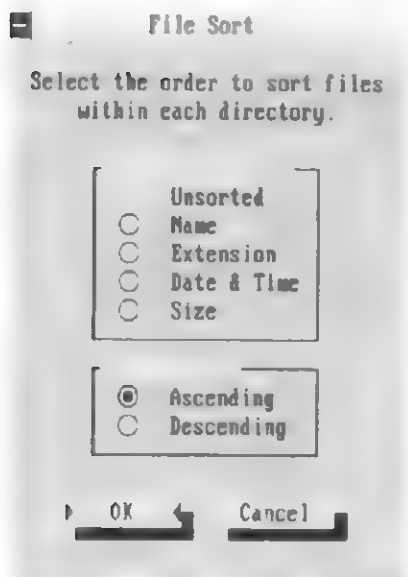 File Sort
Select the order to sort files
within each directory.
Unsorted
Name
Extension
Date & Time
Size
Ascending
Descending
OK
Cancel